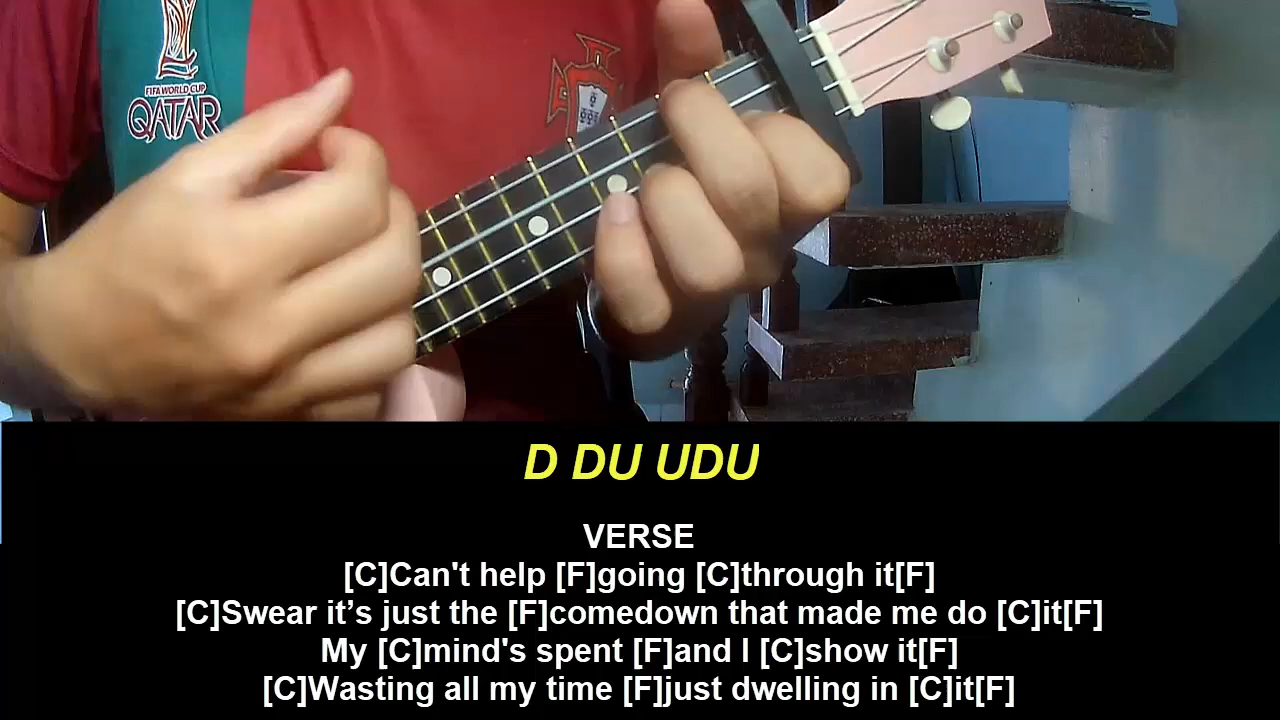 FIFA WORLD CUP
QATAR
D DU UDU
VERSE
[C]Can't help [F]going [C]through it[F]
[C]Swear it’s just the [F]comedown that made me do [C]it[F]
My [C]mind's spent [F]and I [C]show it[F]
[C]Wasting all my time [F]just dwelling in [C]it[F]